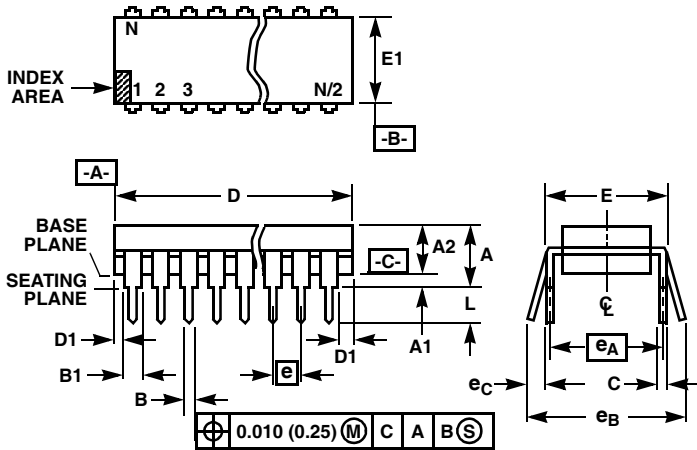 N
E1
INDEX
AREA
1 2 3 N/2
-B-
-A-
D
E
BASE
PLANE
A2
A
-C-
SEATING
PLANE
L
C
L
D1
A1
D1
eA
B1
e
eC
C
B
eB
0.010 (0.25) M C A B S